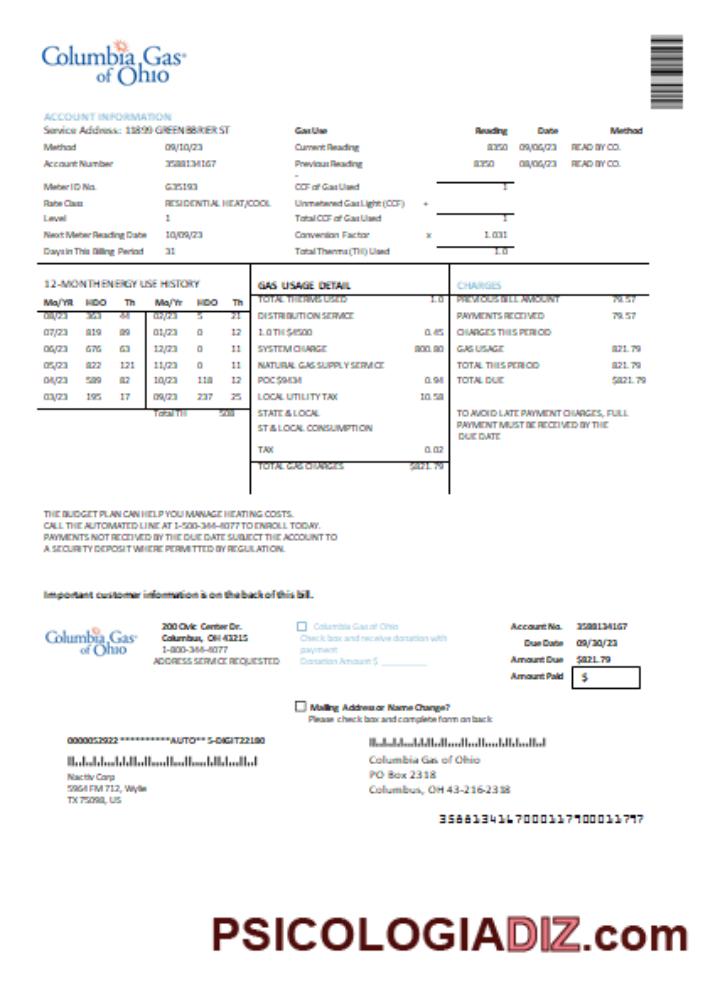 Columbia Gas®
of Ohio
ACCOUNT INFORMATION
Service Address: 11899 GREENBRIER ST
Method 09/10/23
Account Number 3588134167
Meter ID No. G35193
Rate Class RESIDENTIAL HEAT/COOL
Level 1
Next Meter Reading Date 10/09/23
Days in This Billing Period 31
Gas Use Reading Date Method
Current Reading 8350 09/06/23 READ BY CO.
Previous Reading 8350 08/06/23 READ BY CO.
-
CCF of Gas Used 1
Unmetered Gas Light (CCF) +
Total CCF of Gas Used 1
Conversion Factor x 1.031
Total Therms (TH) Used 1.0
12-MONTH ENERGY USE HISTORY
Mo/YR HDO Th Mo/Yr HDO Th
08/23 363 44 02/23 5 21
07/23 819 89 01/23 0 12
06/23 676 63 12/23 0 11
05/23 822 121 11/23 0 11
04/23 589 82 10/23 118 12
03/23 195 17 09/23 237 25
Total TH 508
GAS USAGE DETAIL
TOTAL THERMS USED 1.0
DISTRIBUTION SERVICE
1.0 TH $4500 0.45
SYSTEM CHARGE 800.80
NATURAL GAS SUPPLY SERVICE
POC $9434 0.94
LOCAL UTILITY TAX 10.58
STATE & LOCAL
ST & LOCAL CONSUMPTION
TAX 0.02
TOTAL GAS CHARGES $821.79
CHARGES
PREVIOUS BILL AMOUNT 79.57
PAYMENTS RECEIVED 79.57
CHARGES THIS PERIOD
GAS USAGE 821.79
TOTAL THIS PERIOD 821.79
TOTAL DUE $821.79
TO AVOID LATE PAYMENT CHARGES, FULL
PAYMENT MUST BE RECEIVED BY THE
DUE DATE
THE BUDGET PLAN CAN HELP YOU MANAGE HEATING COSTS.
CALL THE AUTOMATED LINE AT 1-500-344-4077 TO ENROLL TODAY.
PAYMENTS NOT RECEIVED BY THE DUE DATE SUBJECT THE ACCOUNT TO
A SECURITY DEPOSIT WHERE PERMITTED BY REGULATION.
Important customer information is on the back of this bill.
Columbia Gas®
of Ohio
200 Civic Center Dr.
Columbus, OH 43215
1-800-344-4077
ADDRESS SERVICE REQUESTED
Columbia Gas of Ohio
Check box and receive donation with
payment
Donation Amount $ __________
Account No. 3588134167
Due Date 09/30/23
Amount Due $821.79
Amount Paid $
Mailing Address or Name Change?
Please check box and complete form on back
0000052922 **********AUTO** 5-DIGIT22180
Nactiv Corp
5964 FM 712, Wylie
TX 75098, US
Columbia Gas of Ohio
PO Box 2318
Columbus, OH 43-216-2318
3588134167000117900011797
PSICOLOGIADIZ.com